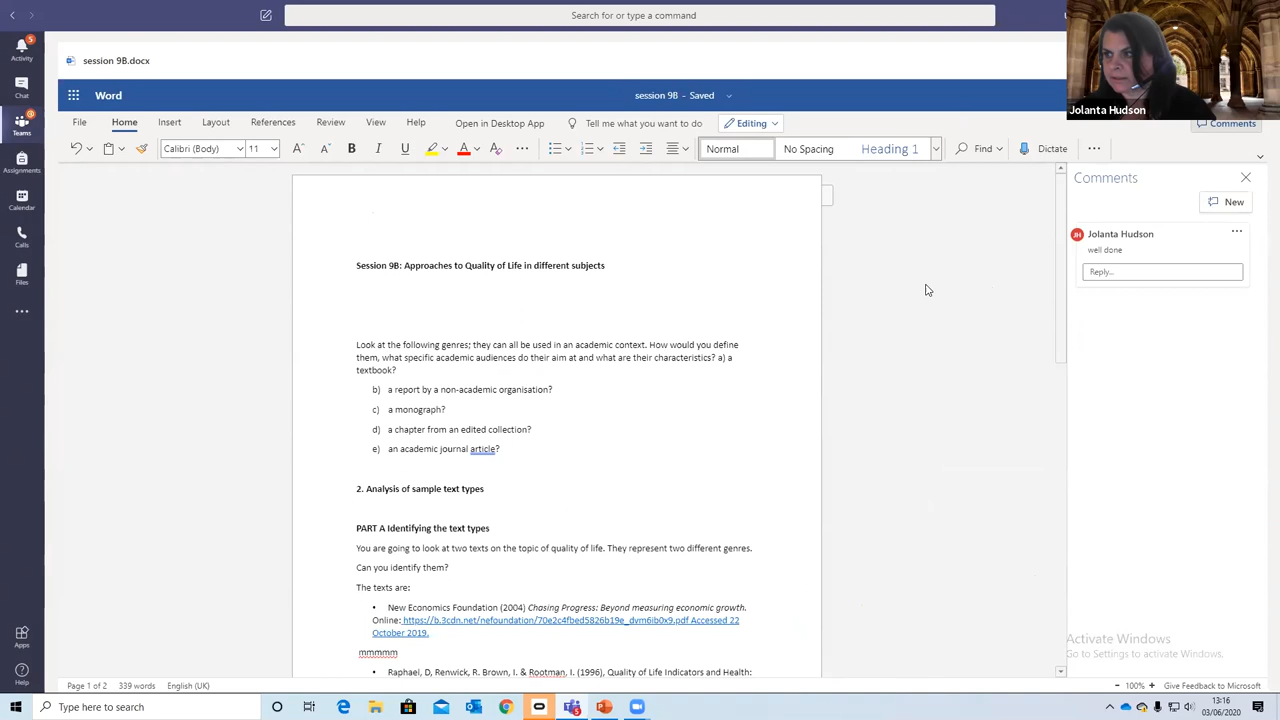 Search for or type a command
Activity
5
Chat
Teams
Assignments
Calendar
Calls
Files
Apps
Help
session 9B.docx
Word
session 9B - Saved
File Home Insert Layout References Review View Help Open in Desktop App Tell me what you want to do Editing
Comments
Calibri (Body) 11 A A B I U A Normal No Spacing Heading 1 Find Dictate
Jolanta Hudson
Comments
New
JH Jolanta Hudson
well done
Reply...
Session 9B: Approaches to Quality of Life in different subjects
Look at the following genres; they can all be used in an academic context. How would you define
them, what specific academic audiences do their aim at and what are their characteristics? a) a
textbook?
b) a report by a non-academic organisation?
c) a monograph?
d) a chapter from an edited collection?
e) an academic journal article?
2. Analysis of sample text types
PART A Identifying the text types
You are going to look at two texts on the topic of quality of life. They represent two different genres.
Can you identify them?
The texts are:
• New Economics Foundation (2004) Chasing Progress: Beyond measuring economic growth.
Online: https://b.3cdn.net/nefoundation/70e2c4fbed5826b19e_dvm6ib0x9.pdf Accessed 22
October 2019.
mmmmm
• Raphael, D, Renwick, R. Brown, I. & Rootman, I. (1996), Quality of Life Indicators and Health:
Activate Windows
Go to Settings to activate Windows.
Page 1 of 2 339 words English (UK)
100% Give Feedback to Microsoft
Type here to search
13:16
03/06/2020